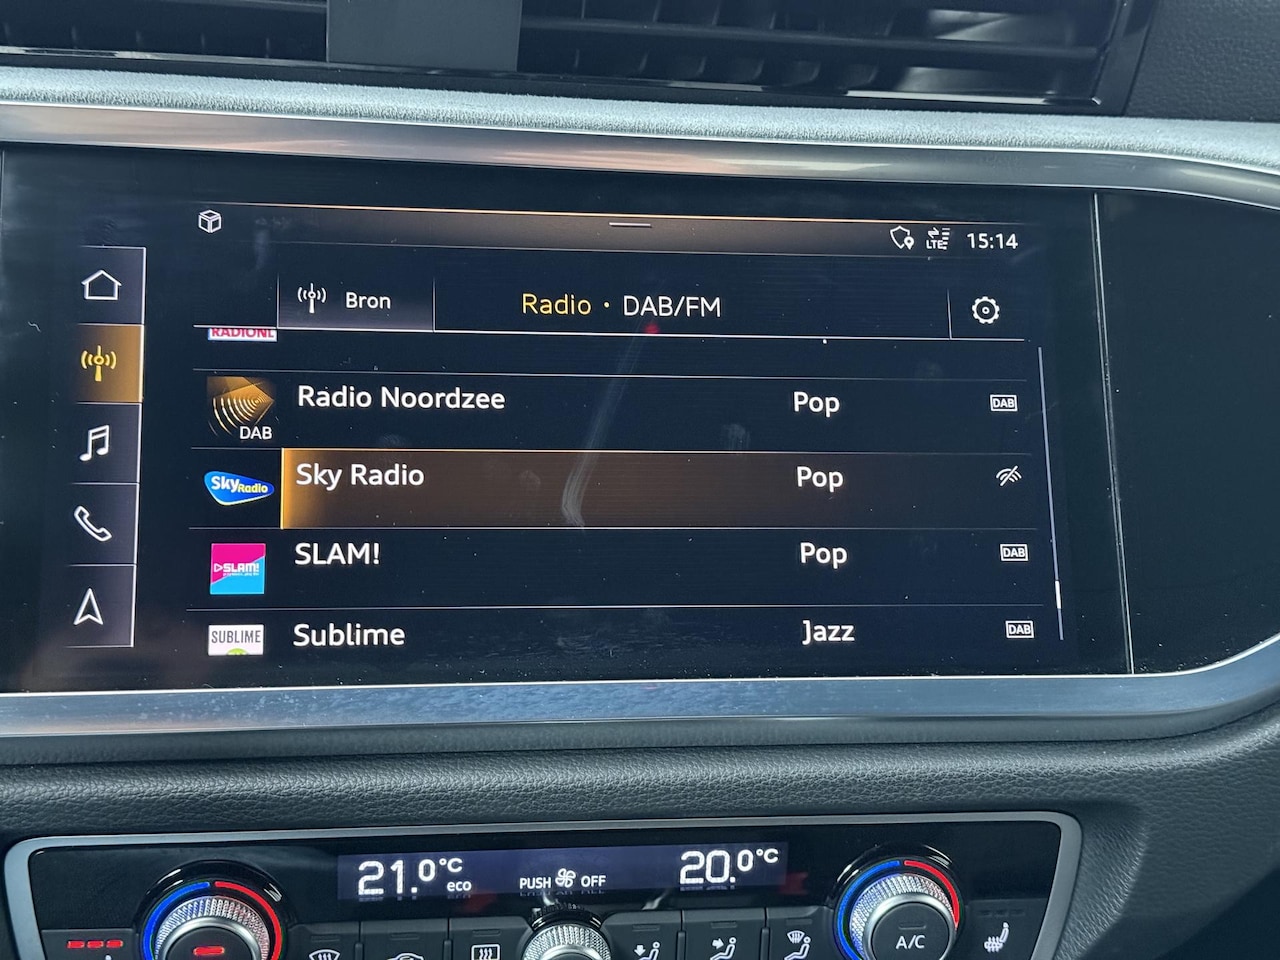 LTE 15:14
Bron
Radio · DAB/FM
RADIONL
DAB
Radio Noordzee Pop DAB
Sky Radio Sky Radio Pop
SLAM! SLAM! Pop DAB
SUBLIME Sublime Jazz DAB
21.0°C eco
PUSH OFF
20.0°C
A/C